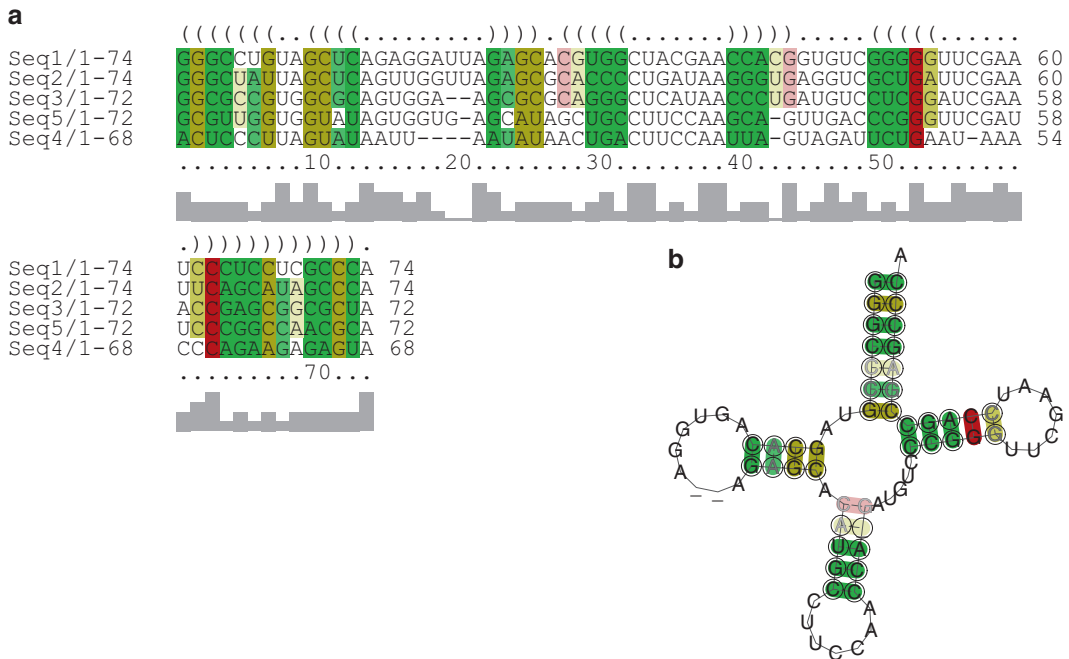 a
(((((((..((((.........)))).(((((.......))))).....(((((......
Seq1/1-74 GGGCCUGUAGCUCAGAGGAUUAGAGCACGUGGCUACGAACCACGGUGUCGGGGGUUCGAA 60
Seq2/1-74 GGGCUAUUAGCUCAGUUGGUUAGAGCGCACCCCUGAUAAGGGUGAGGUCGCUGAUUCGAA 60
Seq3/1-72 GGCGCCGUGGCGCAGUGGA--AGCGCGCAGGGCUCAUAACCCUGAUGUCCUCGGAUCGAA 58
Seq5/1-72 GCGUUGGUGGUAUAGUGGUG-AGCAUAGCUGCCUUCCAAGCA-GUUGACCCGGGUUCGAU 58
Seq4/1-68 ACUCCCUUAGUAUAAUU----AAUAUAACUGACUUCCAAUUA-GUAGAUUCUGAAU-AAA 54
.........10........20........30........40........50.........
.)))))))))))).
Seq1/1-74 UCCCUCCUCGCCCA 74
Seq2/1-74 UUCAGCAUAGCCCA 74
Seq3/1-72 ACCGAGCGGCGCUA 72
Seq5/1-72 UCCCGGCCAACGCA 72
Seq4/1-68 CCCAGAAGAGAGUA 68
.........70...
b